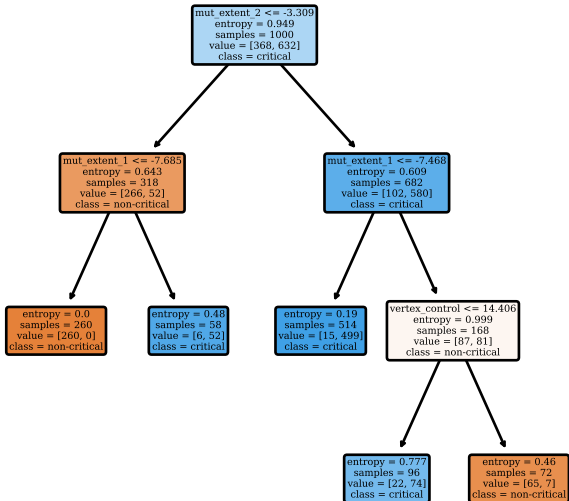 mut_extent_2 <= -3.309
entropy = 0.949
samples = 1000
value = [368, 632]
class = critical
mut_extent_1 <= -7.685
entropy = 0.643
samples = 318
value = [266, 52]
class = non-critical
mut_extent_1 <= -7.468
entropy = 0.609
samples = 682
value = [102, 580]
class = critical
entropy = 0.0
samples = 260
value = [260, 0]
class = non-critical
entropy = 0.48
samples = 58
value = [6, 52]
class = critical
entropy = 0.19
samples = 514
value = [15, 499]
class = critical
vertex_control <= 14.406
entropy = 0.999
samples = 168
value = [87, 81]
class = non-critical
entropy = 0.777
samples = 96
value = [22, 74]
class = critical
entropy = 0.46
samples = 72
value = [65, 7]
class = non-critical